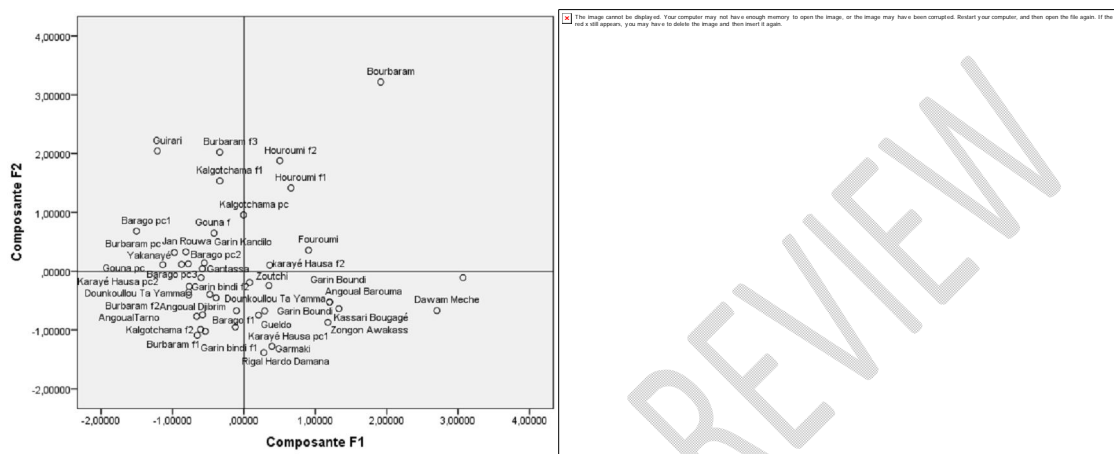 4,00000
3,00000
2,00000
1,00000
,00000
-1,00000
-2,00000
Composante F2
Bourbaram
Guirari
Burbaram f3
Houroumi f2
Kalgotchama f1
Houroumi f1
Kalgotchama pc
Barago pc1
Gouna f
Fouroumi
Burbaram pc
Jan Rouwa
Garin Kandilo
Yakanayé
Barago pc2
karayé Hausa f2
Gouna pc
Gantassa
Barago pc3
Zoutchi
Garin Boundi
Karayé Hausa pc2
Garin bindi f2
Dounkoullou Ta Yamma
Dounkoullou Ta Yamma
Angoual Barouma
Dawam Meche
Burbaram f2
Angoual Djibrim
Garin Boundi
Kassari Bougagé
AngoualTarno
Barago f1
Gueldo
Zongon Awakass
Kalgotchama f2
Karayé Hausa pc1
Burbaram f1
Garin bindi f1
Garmaki
Rigal Hardo Damana
-2,00000
-1,00000
,00000
1,00000
2,00000
3,00000
4,00000
Composante F1
The image cannot be displayed. Your computer may not have enough memory to open the image, or the image may have been corrupted. Restart your computer, and then open the file again. If the
red x still appears, you may have to delete the image and then insert it again.
REVIEW